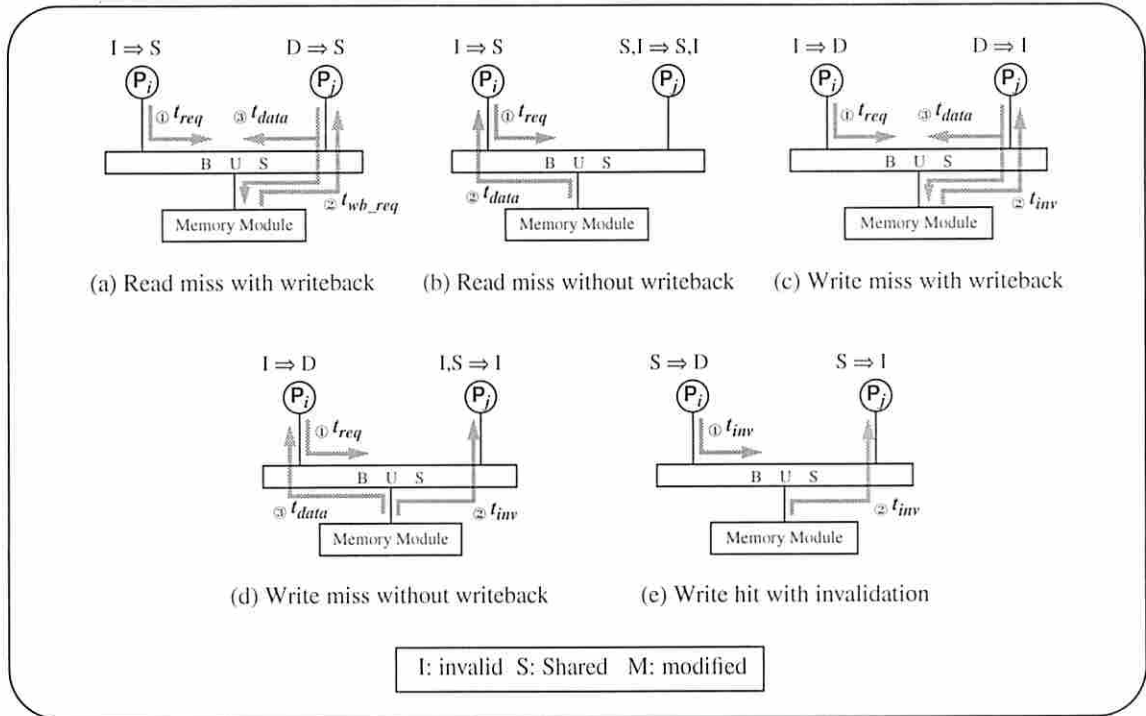 I ⇒ S D ⇒ S I ⇒ S S,I ⇒ S,I I ⇒ D D ⇒ I
Pi Pj Pi Pj Pi Pj
① treq ③ tdata ① treq ① treq ③ tdata
B U S B U S B U S
② twb_req ② tdata ② tinv
Memory Module Memory Module Memory Module
(a) Read miss with writeback (b) Read miss without writeback (c) Write miss with writeback
I ⇒ D I,S ⇒ I S ⇒ D S ⇒ I
Pi Pj Pi Pj
① treq ① tinv
B U S B U S
③ tdata ② tinv ② tinv
Memory Module Memory Module
(d) Write miss without writeback (e) Write hit with invalidation
I: invalid S: Shared M: modified